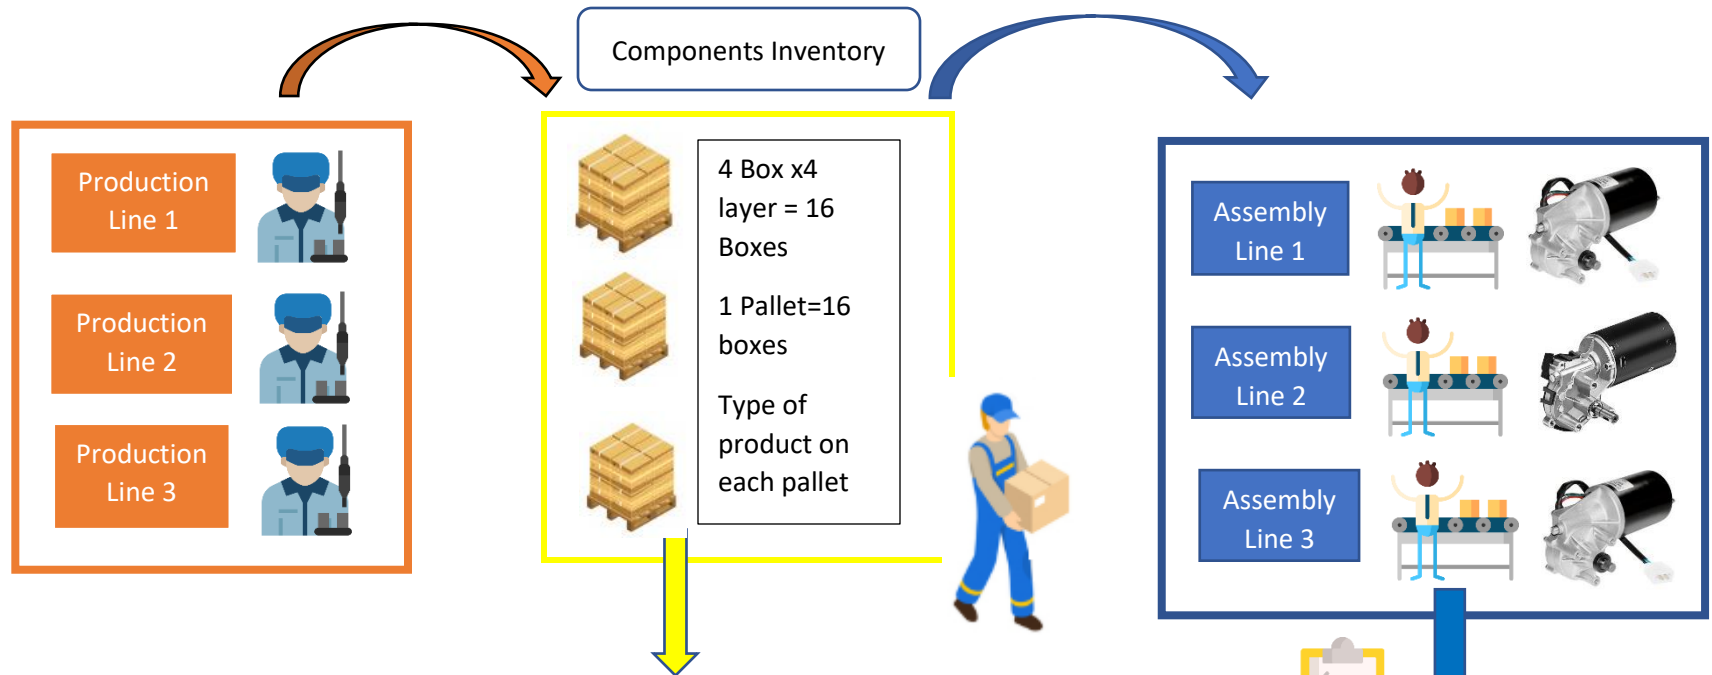 Components Inventory
Production
Line 1
Production
Line 2
Production
Line 3
4 Box x4
layer = 16
Boxes
1 Pallet=16
boxes
Type of
product on
each pallet
Assembly
Line 1
Assembly
Line 2
Assembly
Line 3